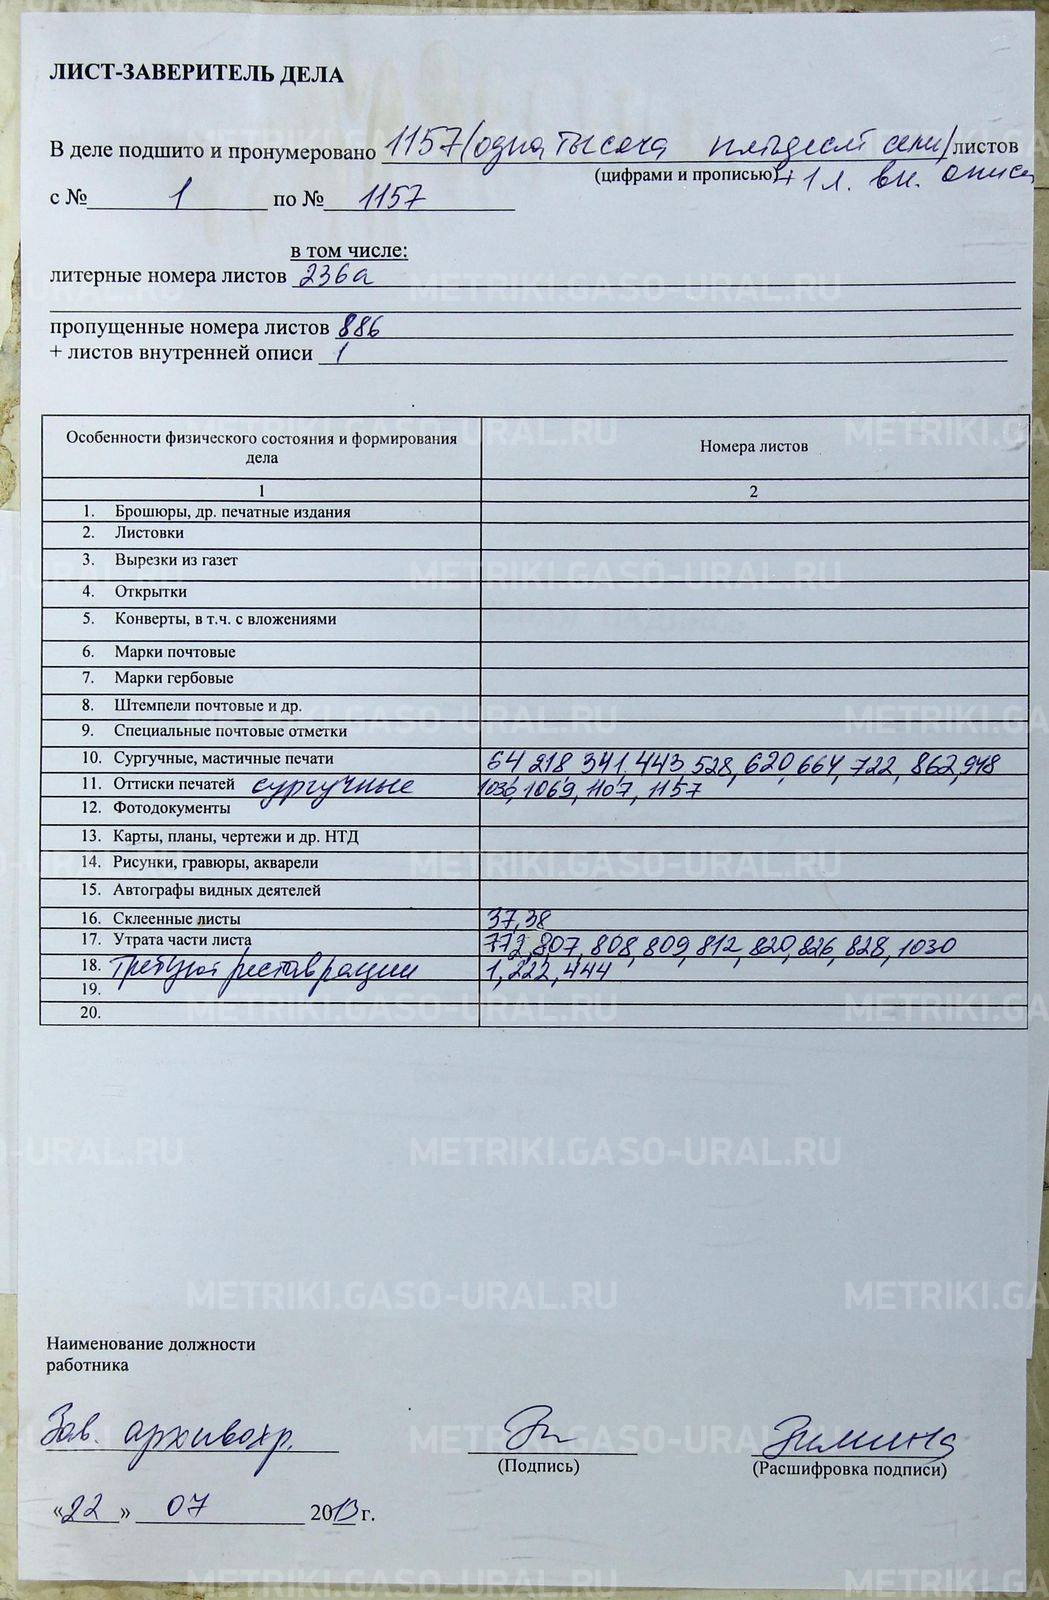 ЛИСТ-ЗАВЕРИТЕЛЬ ДЕЛА
В деле подшито и пронумеровано 1157 (одна тысяча пятьдесят семь) листов
(цифрами и прописью) + 1 л. вн. описи
с № 1 по № 1157
в том числе:
литерные номера листов 236а
пропущенные номера листов 886
+ листов внутренней описи 1
Особенности физического состояния и формирования дела Номера листов
1 2
1. Брошюры, др. печатные издания
2. Листовки
3. Вырезки из газет
4. Открытки
5. Конверты, в т.ч. с вложениями
6. Марки почтовые
7. Марки гербовые
8. Штемпели почтовые и др.
9. Специальные почтовые отметки
10. Сургучные, мастичные печати 64, 218, 341, 443, 528, 620, 664, 722, 862, 948
11. Оттиски печатей сургучные 1036, 1069, 1107, 1157
12. Фотодокументы
13. Карты, планы, чертежи и др. НТД
14. Рисунки, гравюры, акварели
15. Автографы видных деятелей
16. Склеенные листы 37, 38
17. Утрата части листа 772, 807, 808, 809, 812, 820, 826, 828, 1030
18. Требуют реставрации 1, 222, 444
19.
20.
Наименование должности
работника
Зав. архивохр. Зимина
(Подпись) (Расшифровка подписи)
«22» 07 2013 г.
METRIKI.GASO-URAL.RU